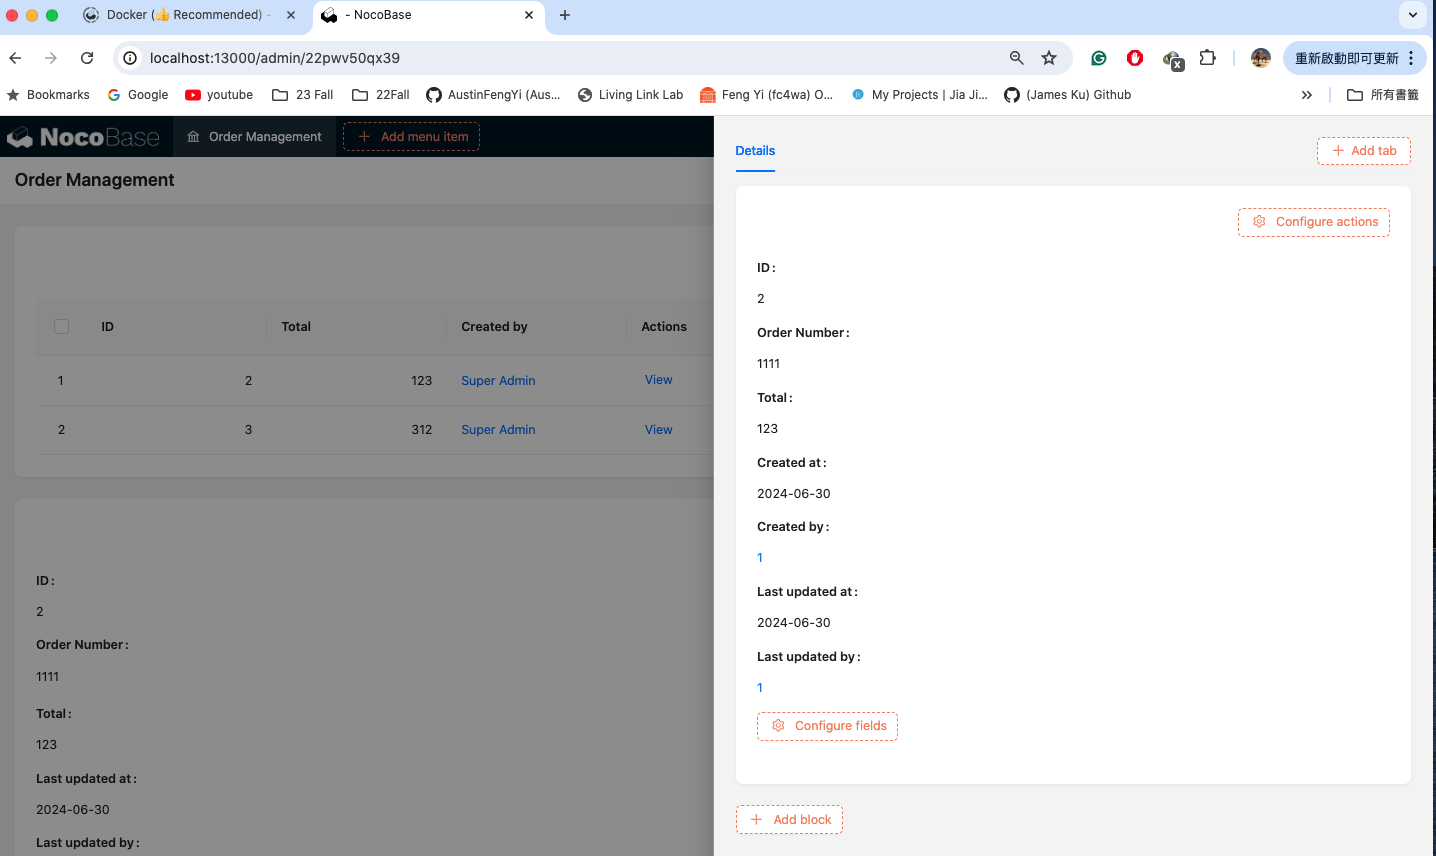 Docker (👍 Recommended) -
- NocoBase
localhost:13000/admin/22pwv50qx39
重新啟動即可更新
Bookmarks
Google
youtube
23 Fall
22Fall
AustinFengYi (Aus...
Living Link Lab
Feng Yi (fc4wa) O...
My Projects | Jia Ji...
(James Ku) Github
所有書籤
NocoBase
Order Management
Add menu item
Order Management
ID Total Created by Actions
1 2 123 Super Admin View
2 3 312 Super Admin View
ID :
2
Order Number :
1111
Total :
123
Last updated at :
2024-06-30
Last updated by :
Details
Add tab
Configure actions
ID :
2
Order Number :
1111
Total :
123
Created at :
2024-06-30
Created by :
1
Last updated at :
2024-06-30
Last updated by :
1
Configure fields
Add block